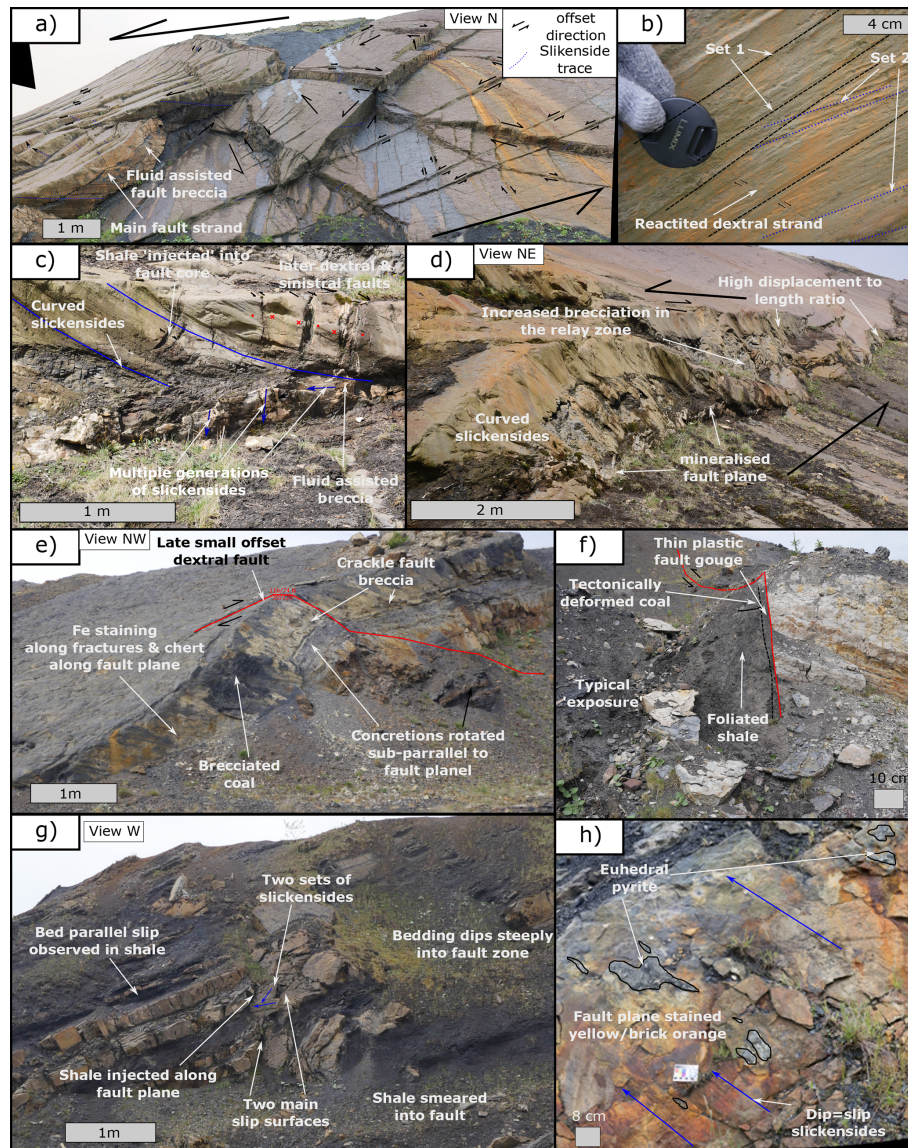 a)
View N
offset
direction
Slikenside
trace
Fluid assisted
fault breccia
Main fault strand
1 m
b)
4 cm
Set 1
Set 2
LUMIX
Reactited dextral strand
c)
Shale 'injected' into
fault core
later dextral &
sinistral faults
Curved
slickensides
Multiple generations
of slickensides
Fluid assisted
breccia
1 m
d)
View NE
High displacement to
length ratio
Increased brecciation in
the relay zone
Curved
slickensides
mineralised
fault plane
2 m
e)
View NW
Late small offset
dextral fault
Crackle fault
breccia
Fe staining
along fractures & chert
along fault plane
Brecciated
coal
Concretions rotated
sub-parrallel to
fault planel
1m
f)
Thin plastic
fault gouge
Tectonically
deformed coal
Typical
'exposure'
Foliated
shale
10 cm
g)
View W
Two sets of
slickensides
Bed parallel slip
observed in shale
Bedding dips steeply
into fault zone
Shale injected along
fault plane
Two main
slip surfaces
Shale smeared
into fault
1m
h)
Euhedral
pyrite
Fault plane stained
yellow/brick orange
8 cm
Dip=slip
slickensides